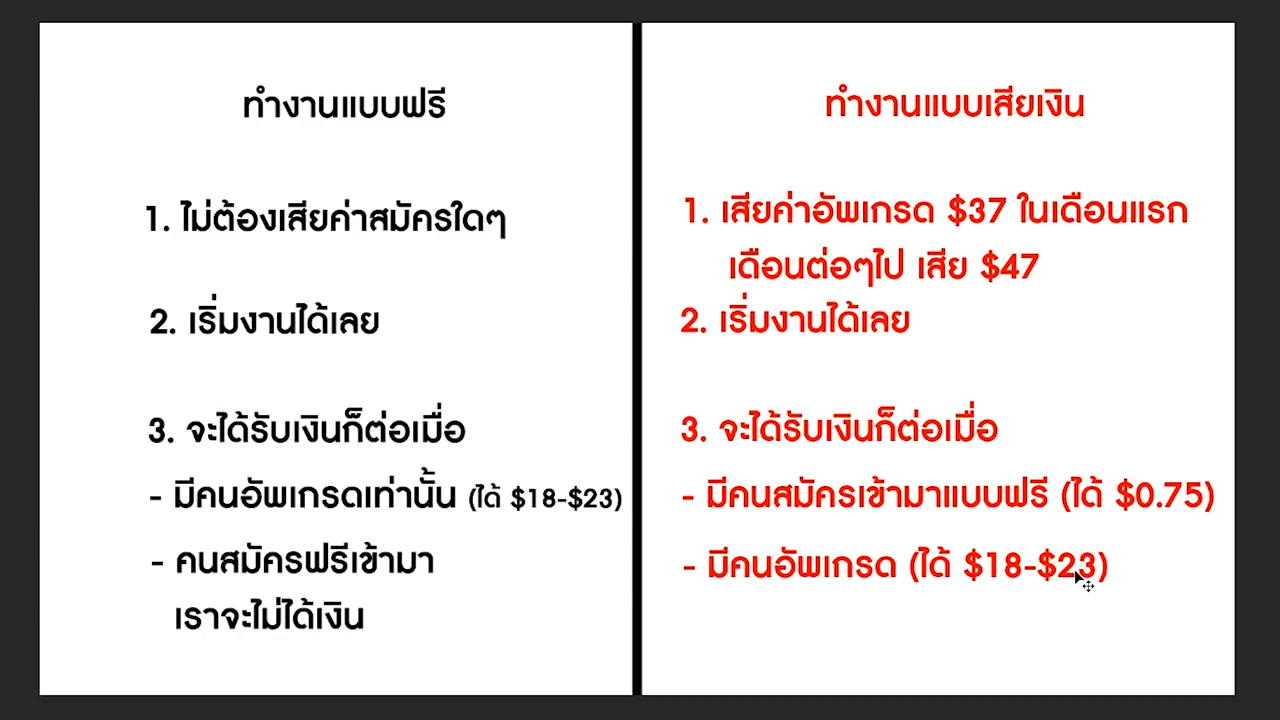 ทำงานแบบฟรี
1. ไม่ต้องเสียค่าสมัครใดๆ
2. เริ่มงานได้เลย
3. จะได้รับเงินก็ต่อเมื่อ
- มีคนอัพเกรดเท่านั้น (ได้ $18-$23)
- คนสมัครฟรีเข้ามา
เราจะไม่ได้เงิน
ทำงานแบบเสียเงิน
1. เสียค่าอัพเกรด $37 ในเดือนแรก
เดือนต่อๆไป เสีย $47
2. เริ่มงานได้เลย
3. จะได้รับเงินก็ต่อเมื่อ
- มีคนสมัครเข้ามาแบบฟรี (ได้ $0.75)
- มีคนอัพเกรด (ได้ $18-$23)